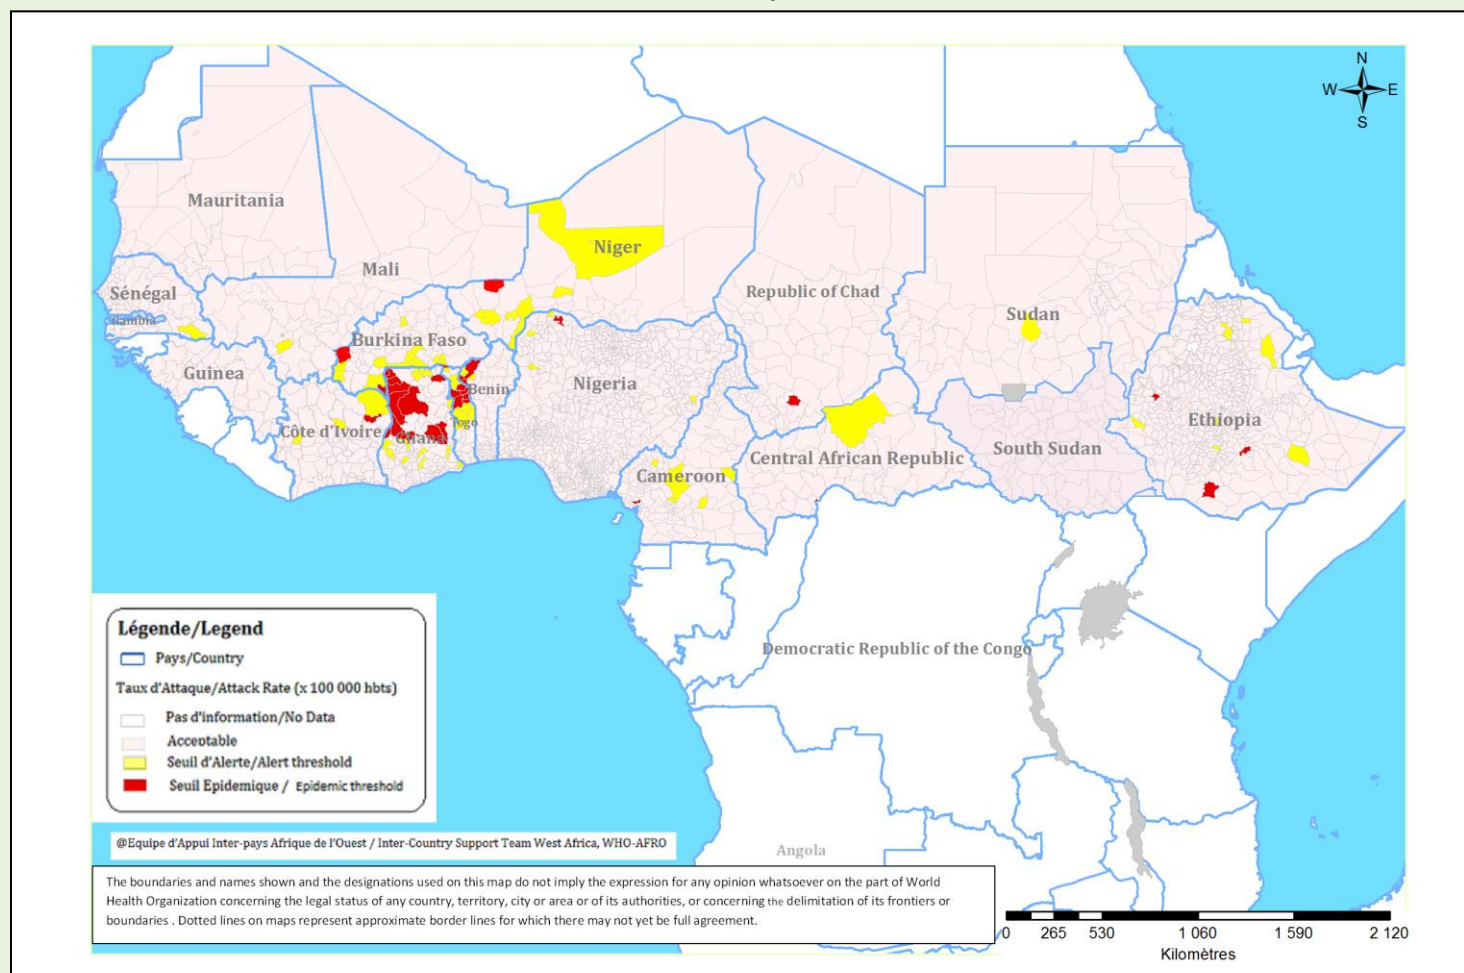 N
W E
S
Mauritania
Niger
Mali
Sénégal
Gambia
Republic of Chad
Sudan
Burkina Faso
Guinea
Nigeria
Benin
Togo
Côte d'Ivoire
Ghana
Ethiopia
South Sudan
Central African Republic
Cameroon
Democratic Republic of the Congo
Angola
Légende/Legend
Pays/Country
Taux d'Attaque/Attack Rate (x 100 000 hbts)
Pas d'information/No Data
Acceptable
Seuil d'Alerte/Alert threshold
Seuil Epidemique / Epidemic threshold
@Equipe d'Appui Inter-pays Afrique de l'Ouest / Inter-Country Support Team West Africa, WHO-AFRO
The boundaries and names shown and the designations used on this map do not imply the expression for any opinion whatsoever on the part of World
Health Organization concerning the legal status of any country, territory, city or area or of its authorities, or concerning the delimitation of its frontiers or
boundaries . Dotted lines on maps represent approximate border lines for which there may not yet be full agreement.
0 265 530 1 060 1 590 2 120
Kilomètres